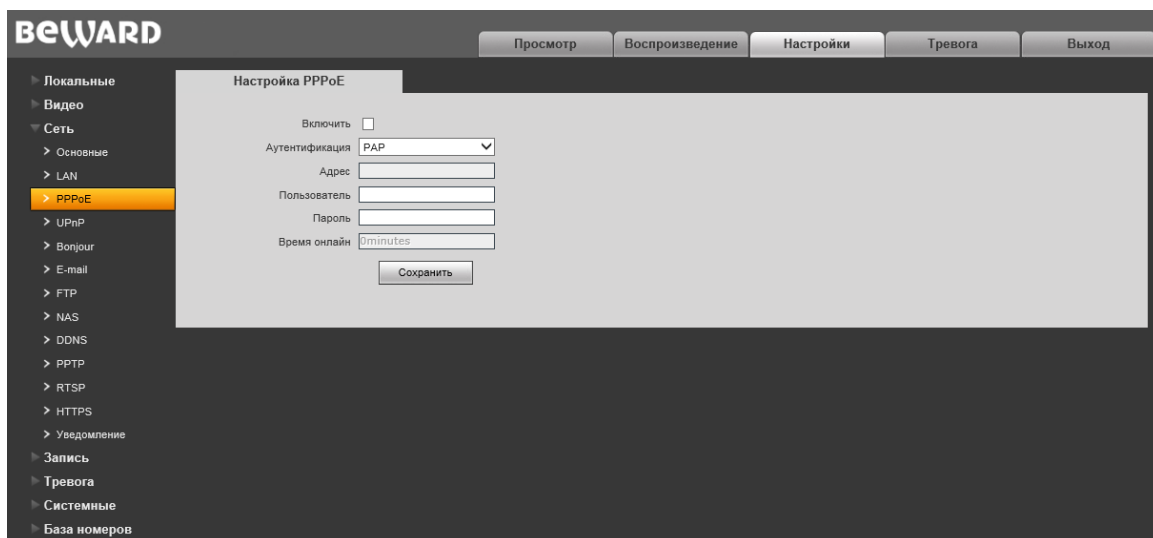 BEWARD
Просмотр
Воспроизведение
Настройки
Тревога
Выход
Локальные
Видео
Сеть
Основные
LAN
PPPoE
UPnP
Bonjour
E-mail
FTP
NAS
DDNS
PPTP
RTSP
HTTPS
Уведомление
Запись
Тревога
Системные
База номеров
Настройка PPPoE
Включить
Аутентификация PAP
Адрес
Пользователь
Пароль
Время онлайн 0minutes
Сохранить